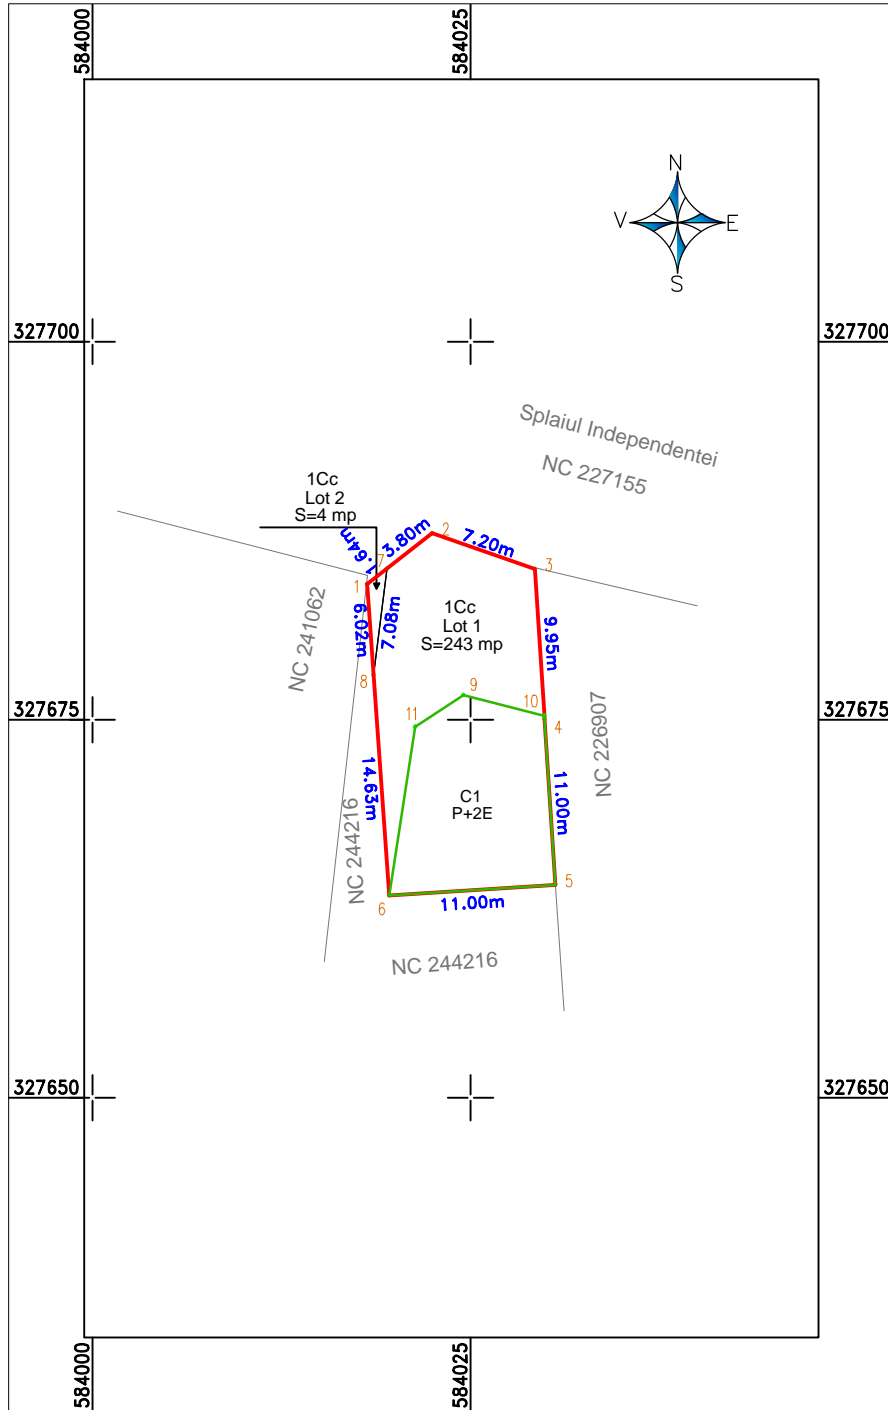 584000
584025
N
V
E
S
327700
327700
Splaiul Independentei
NC 227155
1Cc
Lot 2
S=4 mp
1.64m
3.80m
7.20m
7
2
3
1
6.02m
7.08m
1Cc
Lot 1
S=243 mp
9.95m
NC 241062
8
9
10
11
4
327675
327675
NC 226907
14.63m
C1
P+2E
11.00m
NC 244216
5
6
11.00m
NC 244216
327650
327650
584000
584025